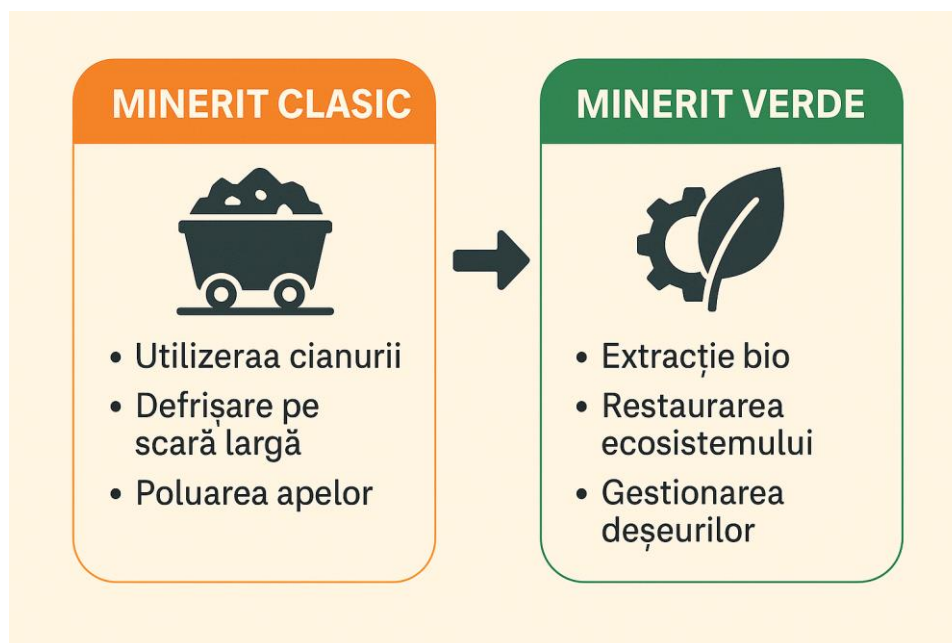 MINERIT CLASIC
• Utilizeraa cianurii
• Defrișare pe
scară largă
• Poluarea apelor
MINERIT VERDE
• Extracție bio
• Restaurarea
ecosistemului
• Gestionarea
deșeurilor